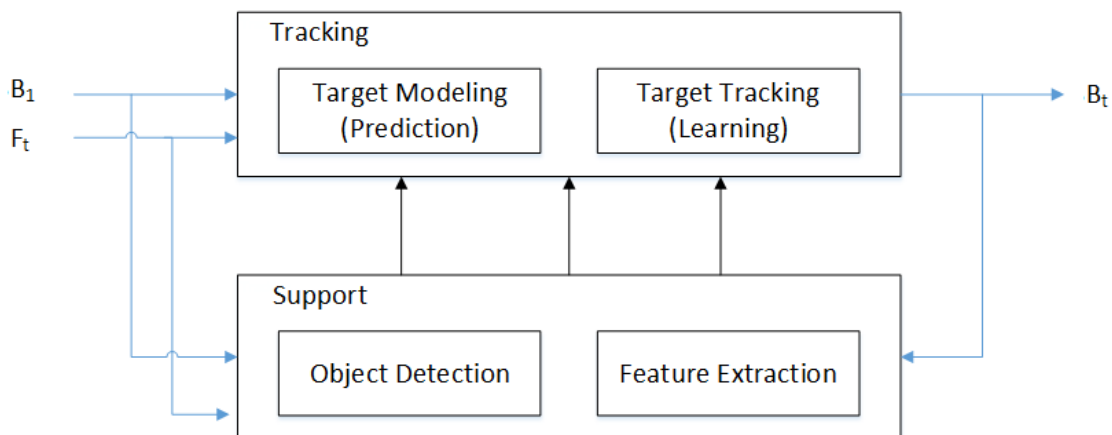 Tracking
B₁
Target Modeling
(Prediction)
Target Tracking
(Learning)
Bₜ
Fₜ
Support
Object Detection
Feature Extraction